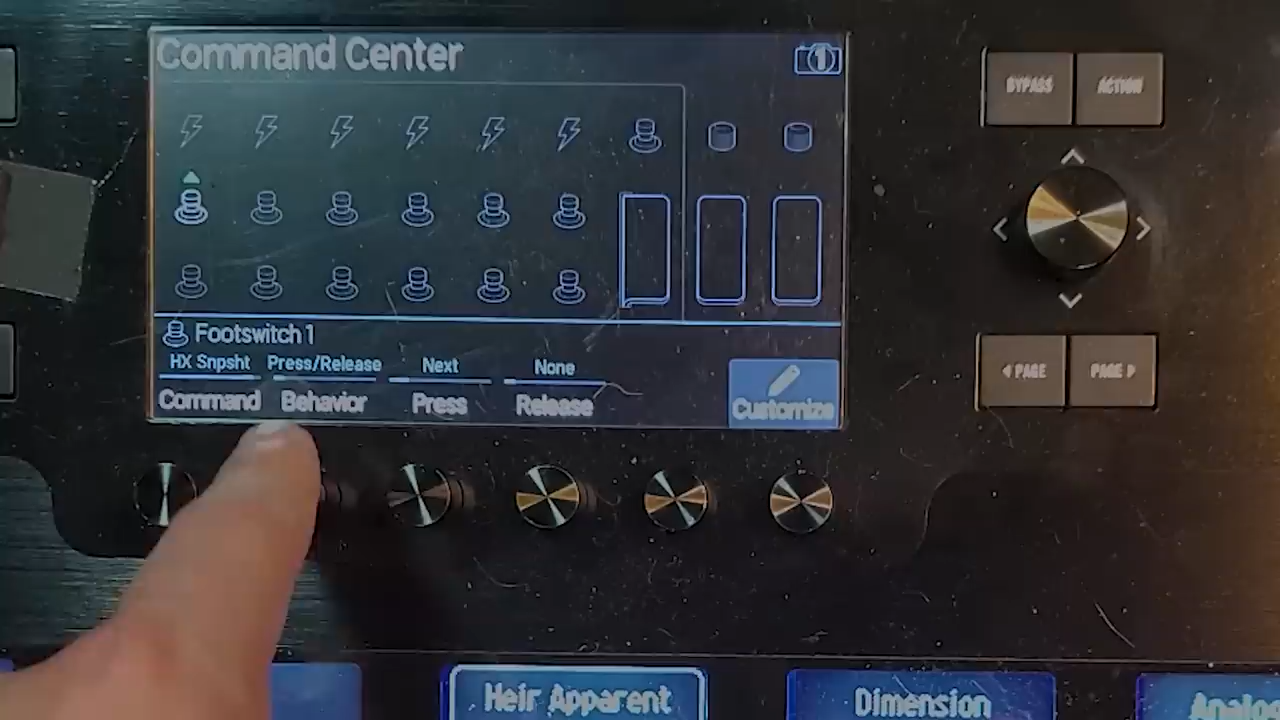 Command Center
1
BYPASS
ACTION
Footswitch 1
HX Snpsht
Press/Release
Next
None
Command
Behavior
Press
Release
Customize
PAGE
PAGE
Heir Apparent
Dimension
Analog